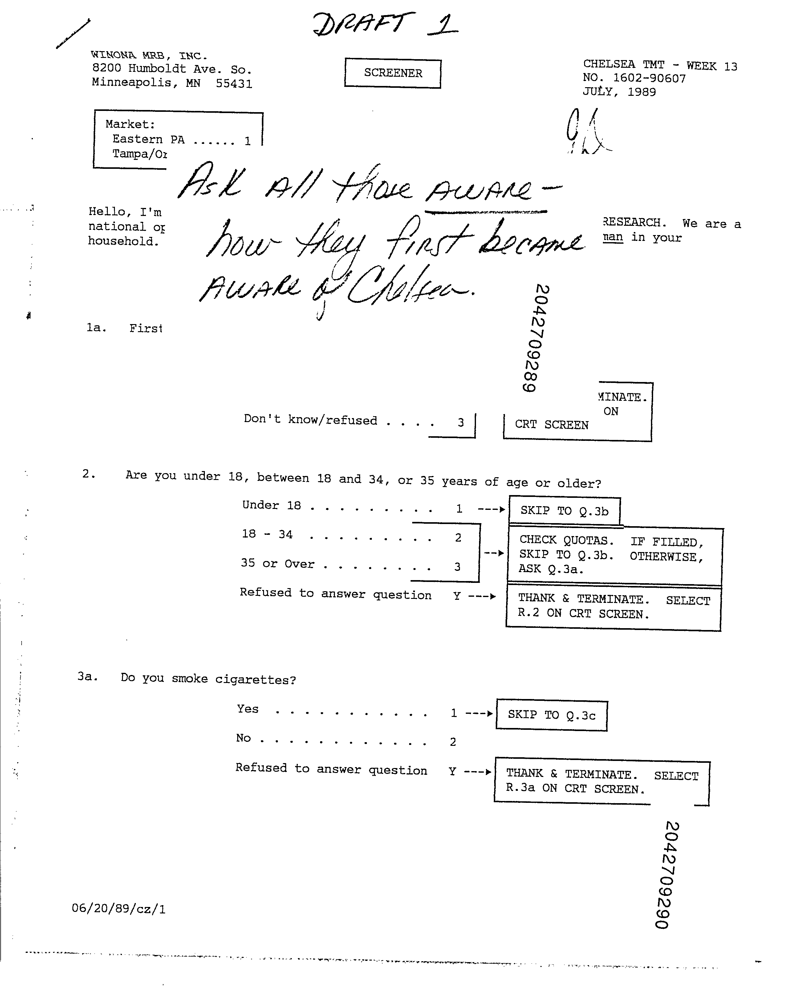 DRAFT 1
WINONA MRB, INC.
8200 Humboldt Ave. So.
Minneapolis, MN 55431
SCREENER
CHELSEA TMT - WEEK 13
NO. 1602-90607
JULY, 1989
Market:
Eastern PA ...... 1
Tampa/Or
Ask All those AWARE -
how they first became
AWARE of Chelsea.
Hello, I'm RESEARCH. We are a
national op
household. man in your
2042709289
1a. First
MINATE.
ON
Don't know/refused . . . . 3 CRT SCREEN
2. Are you under 18, between 18 and 34, or 35 years of age or older?
Under 18 . . . . . . . . . 1 ---> SKIP TO Q.3b
18 - 34 . . . . . . . . . 2
35 or Over . . . . . . . . 3
--> CHECK QUOTAS. IF FILLED,
SKIP TO Q.3b. OTHERWISE,
ASK Q.3a.
Refused to answer question Y ---> THANK & TERMINATE. SELECT
R.2 ON CRT SCREEN.
3a. Do you smoke cigarettes?
Yes . . . . . . . . . . . 1 ---> SKIP TO Q.3c
No . . . . . . . . . . . . 2
Refused to answer question Y ---> THANK & TERMINATE. SELECT
R.3a ON CRT SCREEN.
2042709290
06/20/89/cz/1